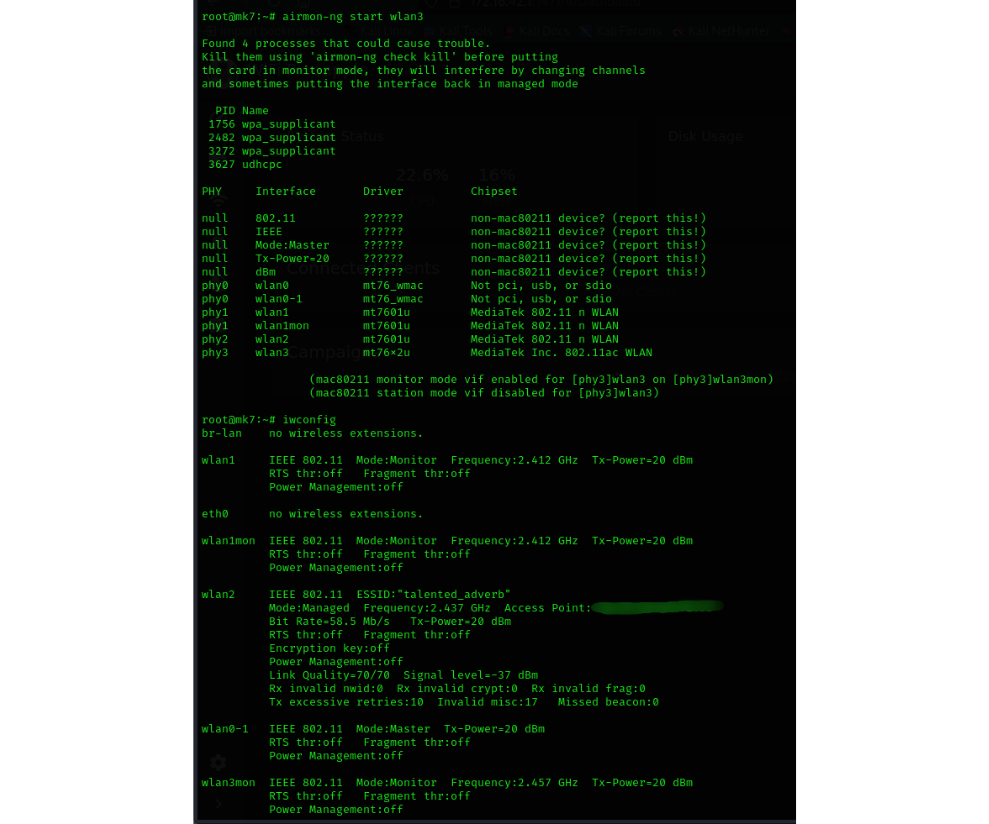 root@mk7:~# airmon-ng start wlan3
Found 4 processes that could cause trouble.
Kill them using 'airmon-ng check kill' before putting
the card in monitor mode, they will interfere by changing channels
and sometimes putting the interface back in managed mode
PID Name
1756 wpa_supplicant
2482 wpa_supplicant
3272 wpa_supplicant
3627 udhcpc
Status
Disk Usage
22.6% 16%
PHY Interface Driver Chipset
null 802.11 ?????? non-mac80211 device? (report this!)
null IEEE ?????? non-mac80211 device? (report this!)
null Mode:Master ?????? non-mac80211 device? (report this!)
null Tx-Power=20 ?????? non-mac80211 device? (report this!)
null dBm ?????? non-mac80211 device? (report this!)
phy0 wlan0 mt76_wmac Not pci, usb, or sdio
phy0 wlan0-1 mt76_wmac Not pci, usb, or sdio
phy1 wlan1 mt7601u MediaTek 802.11 n WLAN
phy1 wlan1mon mt7601u MediaTek 802.11 n WLAN
phy2 wlan2 mt7601u MediaTek 802.11 n WLAN
phy3 wlan3 mt76×2u MediaTek Inc. 802.11ac WLAN
(mac80211 monitor mode vif enabled for [phy3]wlan3 on [phy3]wlan3mon)
(mac80211 station mode vif disabled for [phy3]wlan3)
root@mk7:~# iwconfig
br-lan no wireless extensions.
wlan1 IEEE 802.11 Mode:Monitor Frequency:2.412 GHz Tx-Power=20 dBm
RTS thr:off Fragment thr:off
Power Management:off
eth0 no wireless extensions.
wlan1mon IEEE 802.11 Mode:Monitor Frequency:2.412 GHz Tx-Power=20 dBm
RTS thr:off Fragment thr:off
Power Management:off
wlan2 IEEE 802.11 ESSID:"talented_adverb"
Mode:Managed Frequency:2.437 GHz Access Point:
Bit Rate=58.5 Mb/s Tx-Power=20 dBm
RTS thr:off Fragment thr:off
Encryption key:off
Power Management:off
Link Quality=70/70 Signal level=-37 dBm
Rx invalid nwid:0 Rx invalid crypt:0 Rx invalid frag:0
Tx excessive retries:10 Invalid misc:17 Missed beacon:0
wlan0-1 IEEE 802.11 Mode:Master Tx-Power=20 dBm
RTS thr:off Fragment thr:off
Power Management:off
wlan3mon IEEE 802.11 Mode:Monitor Frequency:2.457 GHz Tx-Power=20 dBm
RTS thr:off Fragment thr:off
Power Management:off